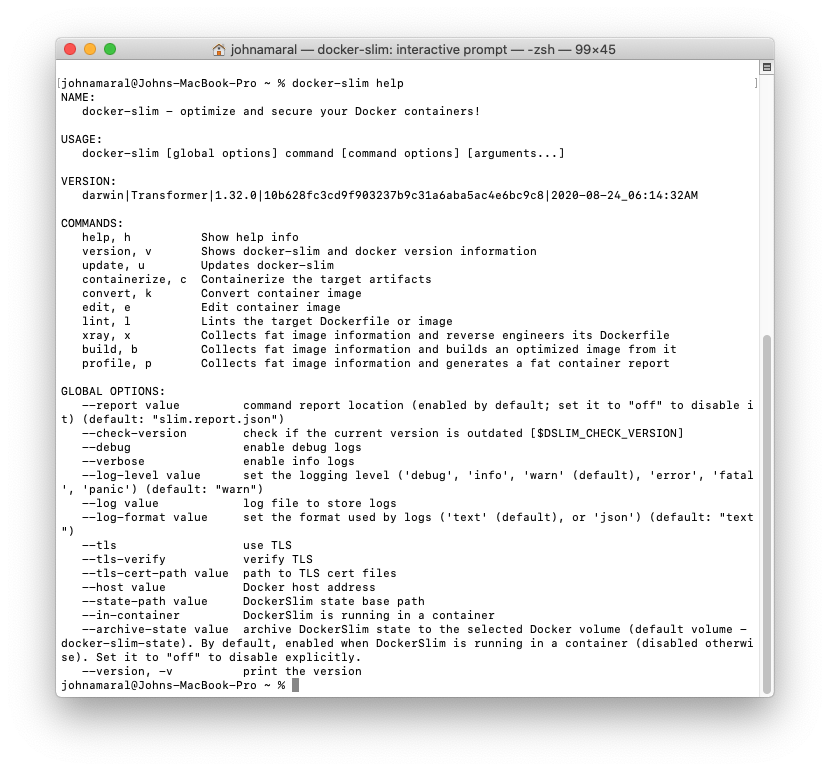 johnamaral — docker-slim: interactive prompt — -zsh — 99×45
[johnamaral@Johns-MacBook-Pro ~ % docker-slim help ]
NAME:
   docker-slim - optimize and secure your Docker containers!

USAGE:
   docker-slim [global options] command [command options] [arguments...]

VERSION:
   darwin|Transformer|1.32.0|10b628fc3cd9f903237b9c31a6aba5ac4e6bc9c8|2020-08-24_06:14:32AM

COMMANDS:
   help, h          Show help info
   version, v       Shows docker-slim and docker version information
   update, u        Updates docker-slim
   containerize, c  Containerize the target artifacts
   convert, k       Convert container image
   edit, e          Edit container image
   lint, l          Lints the target Dockerfile or image
   xray, x          Collects fat image information and reverse engineers its Dockerfile
   build, b         Collects fat image information and builds an optimized image from it
   profile, p       Collects fat image information and generates a fat container report

GLOBAL OPTIONS:
   --report value         command report location (enabled by default; set it to "off" to disable i
t) (default: "slim.report.json")
   --check-version        check if the current version is outdated [$DSLIM_CHECK_VERSION]
   --debug                enable debug logs
   --verbose              enable info logs
   --log-level value      set the logging level ('debug', 'info', 'warn' (default), 'error', 'fatal
', 'panic') (default: "warn")
   --log value            log file to store logs
   --log-format value     set the format used by logs ('text' (default), or 'json') (default: "text
")
   --tls                  use TLS
   --tls-verify           verify TLS
   --tls-cert-path value  path to TLS cert files
   --host value           Docker host address
   --state-path value     DockerSlim state base path
   --in-container         DockerSlim is running in a container
   --archive-state value  archive DockerSlim state to the selected Docker volume (default volume -
docker-slim-state). By default, enabled when DockerSlim is running in a container (disabled otherwi
se). Set it to "off" to disable explicitly.
   --version, -v          print the version
johnamaral@Johns-MacBook-Pro ~ %